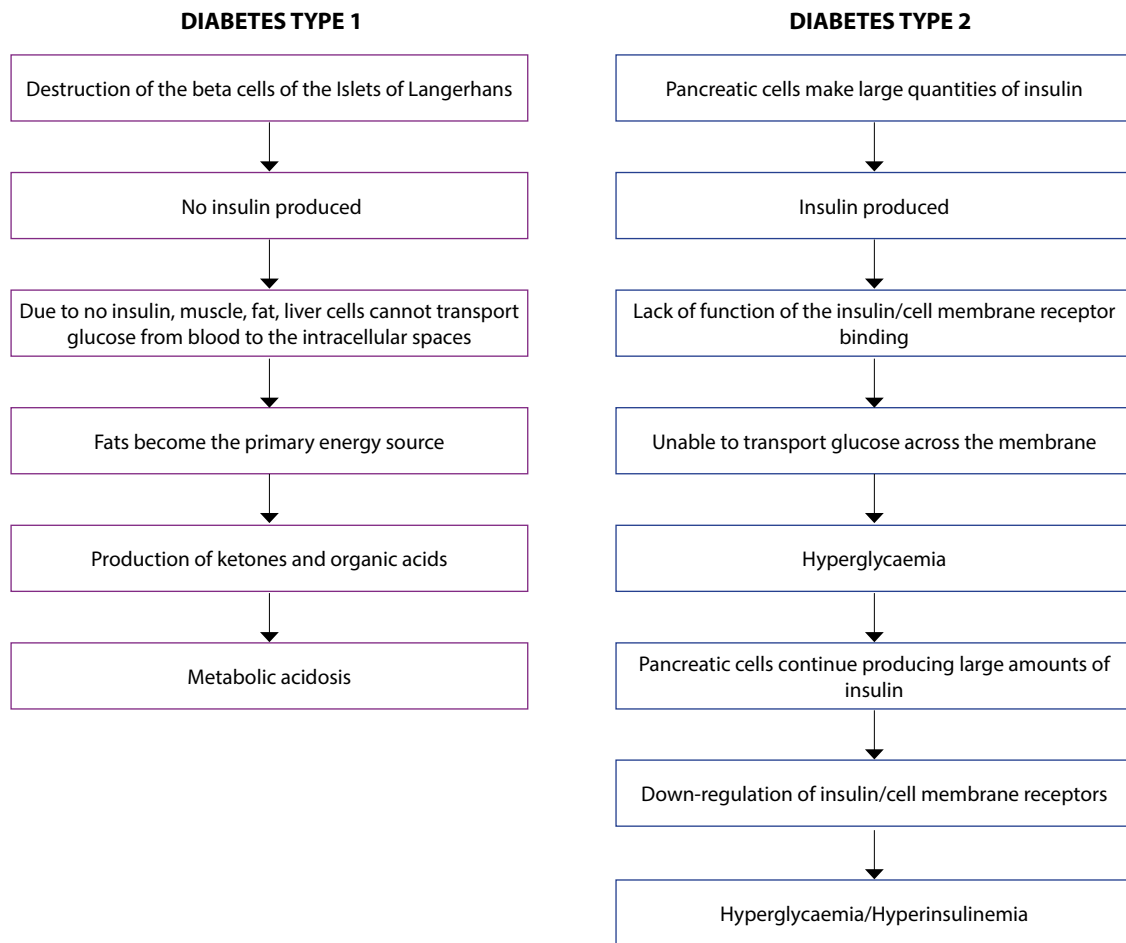 DIABETES TYPE 1
Destruction of the beta cells of the Islets of Langerhans
No insulin produced
Due to no insulin, muscle, fat, liver cells cannot transport
glucose from blood to the intracellular spaces
Fats become the primary energy source
Production of ketones and organic acids
Metabolic acidosis
DIABETES TYPE 2
Pancreatic cells make large quantities of insulin
Insulin produced
Lack of function of the insulin/cell membrane receptor
binding
Unable to transport glucose across the membrane
Hyperglycaemia
Pancreatic cells continue producing large amounts of
insulin
Down-regulation of insulin/cell membrane receptors
Hyperglycaemia/Hyperinsulinemia